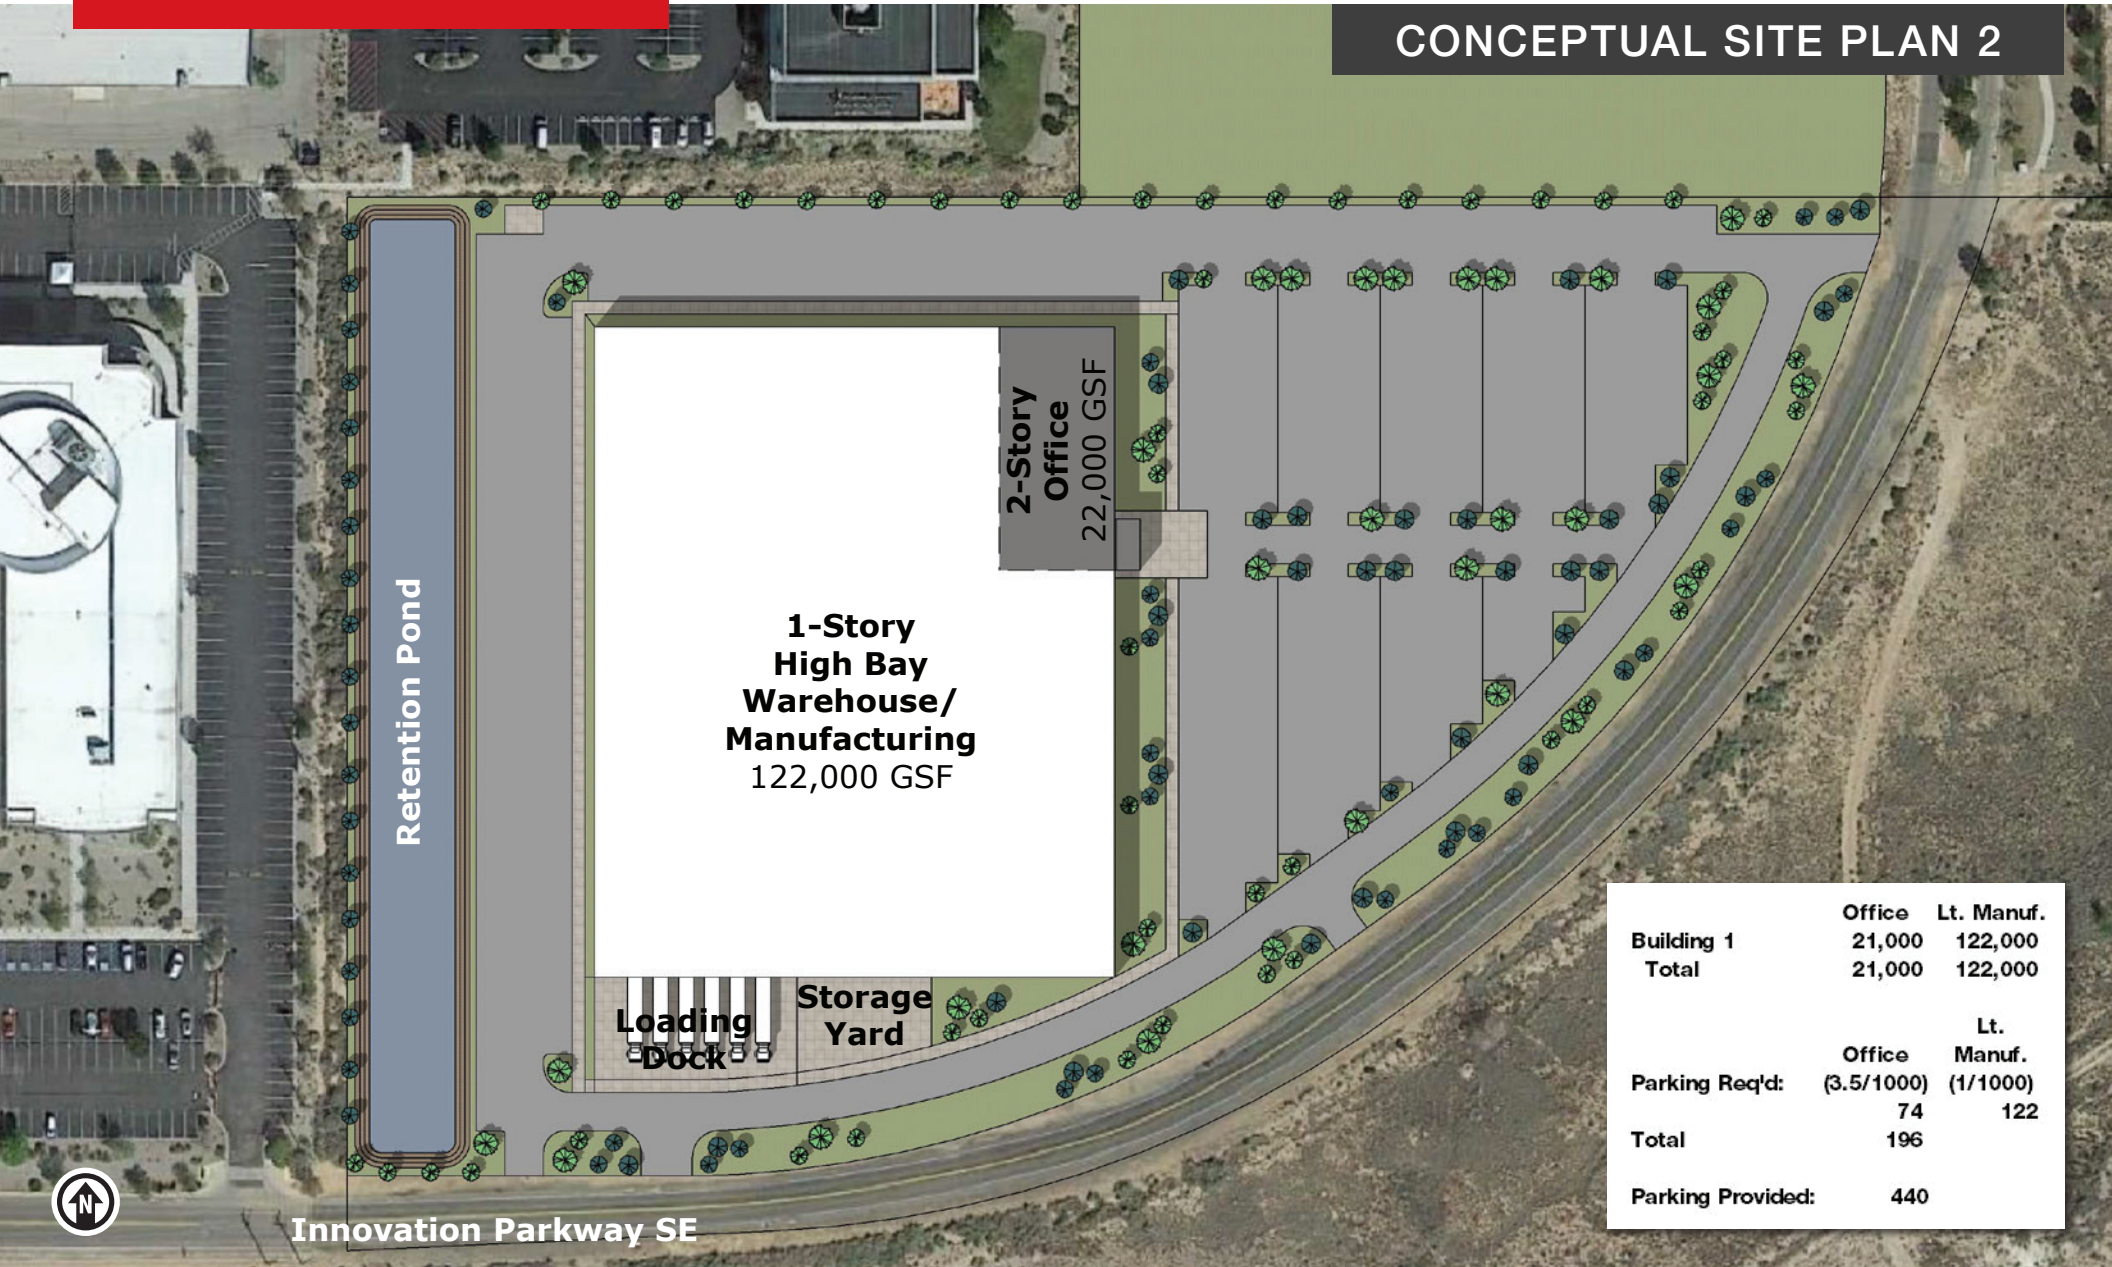 CONCEPTUAL SITE PLAN 2
2-Story
Office
22,000 GSF
Retention Pond
1-Story
High Bay
Warehouse/
Manufacturing
122,000 GSF
Loading
Dock
Storage
Yard
Office Lt. Manuf.
Building 1 21,000 122,000
Total 21,000 122,000
Lt.
Office Manuf.
Parking Req'd: (3.5/1000) (1/1000)
74 122
Total 196
Parking Provided: 440
N
Innovation Parkway SE